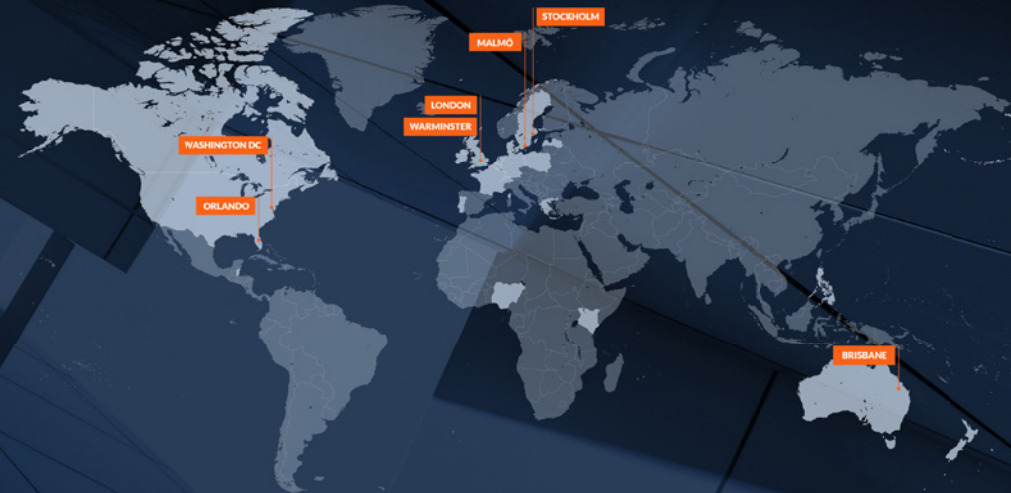 STOCKHOLM
MALMÖ
LONDON
WARMINSTER
WASHINGTON DC
ORLANDO
BRISBANE